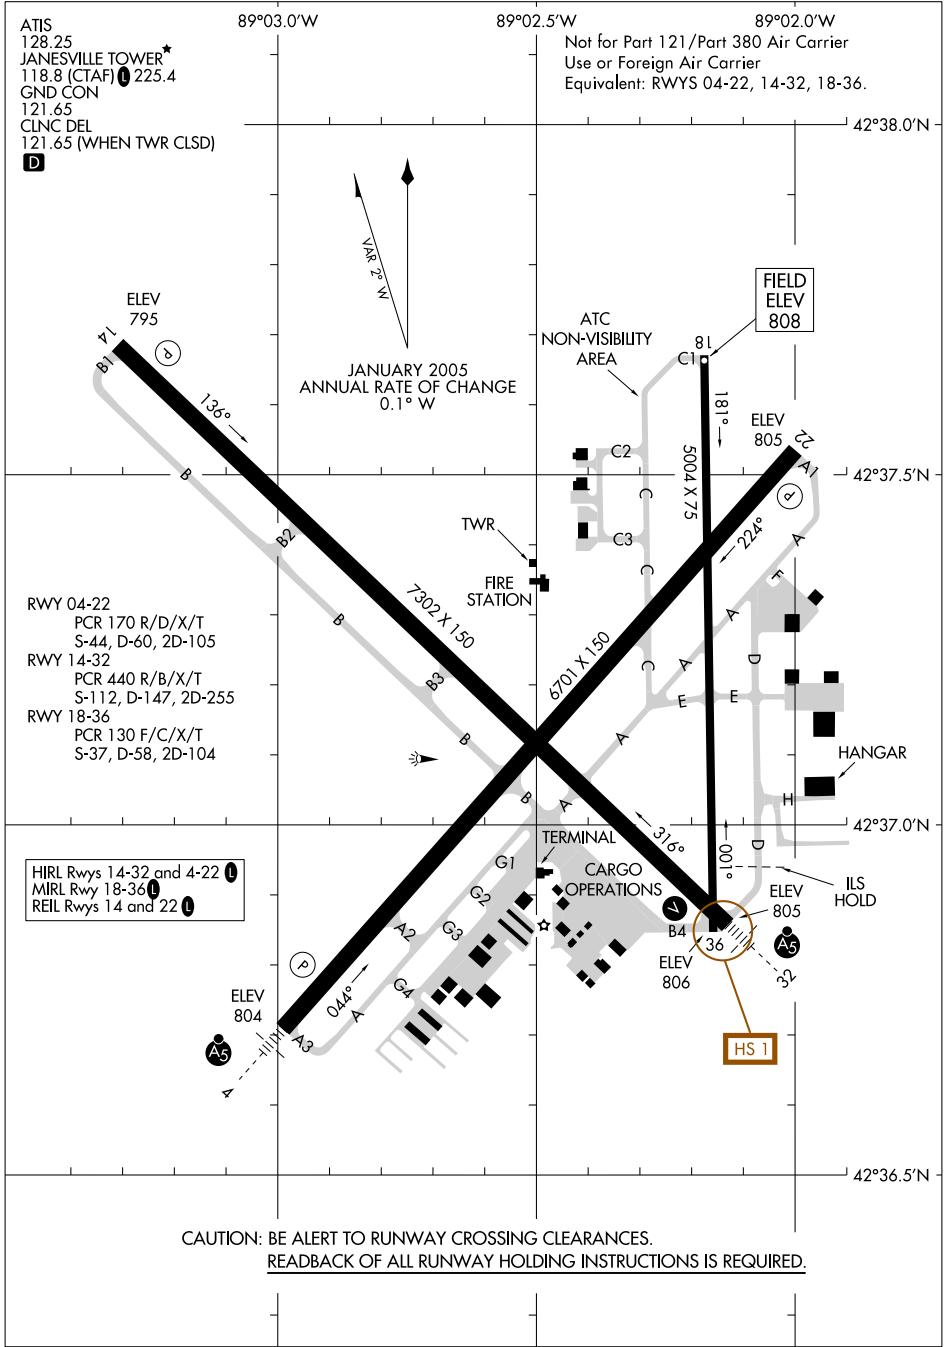 ATIS
128.25
JANESVILLE TOWER★
118.8 (CTAF) L 225.4
GND CON
121.65
CLNC DEL
121.65 (WHEN TWR CLSD)
D
89°03.0'W
89°02.5'W
89°02.0'W
Not for Part 121/Part 380 Air Carrier
Use or Foreign Air Carrier
Equivalent: RWYS 04-22, 14-32, 18-36.
42°38.0'N
VAR 2° W
JANUARY 2005
ANNUAL RATE OF CHANGE
0.1° W
FIELD
ELEV
808
ELEV
795
14
P
B1
136°
ATC
NON-VISIBILITY
AREA
18
C1
181°
ELEV
805
22
A1
P
42°37.5'N
5004 X 75
224°
C2
C
C3
C
C
B
B2
B
B3
B
B
TWR
FIRE
STATION
7302 X 150
6701 X 150
A
A
A
A
A
F
D
E
E
RWY 04-22
PCR 170 R/D/X/T
S-44, D-60, 2D-105
RWY 14-32
PCR 440 R/B/X/T
S-112, D-147, 2D-255
RWY 18-36
PCR 130 F/C/X/T
S-37, D-58, 2D-104
HANGAR
H
D
42°37.0'N
316°
001°
TERMINAL
CARGO
OPERATIONS
G1
G2
G3
G4
A2
ILS
HOLD
HIRL Rwys 14-32 and 4-22 L
MIRL Rwy 18-36 L
REIL Rwys 14 and 22 L
V
B4
36
ELEV
805
ELEV
806
A5
32
P
044°
A
A3
ELEV
804
A5
4
HS 1
42°36.5'N
CAUTION: BE ALERT TO RUNWAY CROSSING CLEARANCES.
READBACK OF ALL RUNWAY HOLDING INSTRUCTIONS IS REQUIRED.